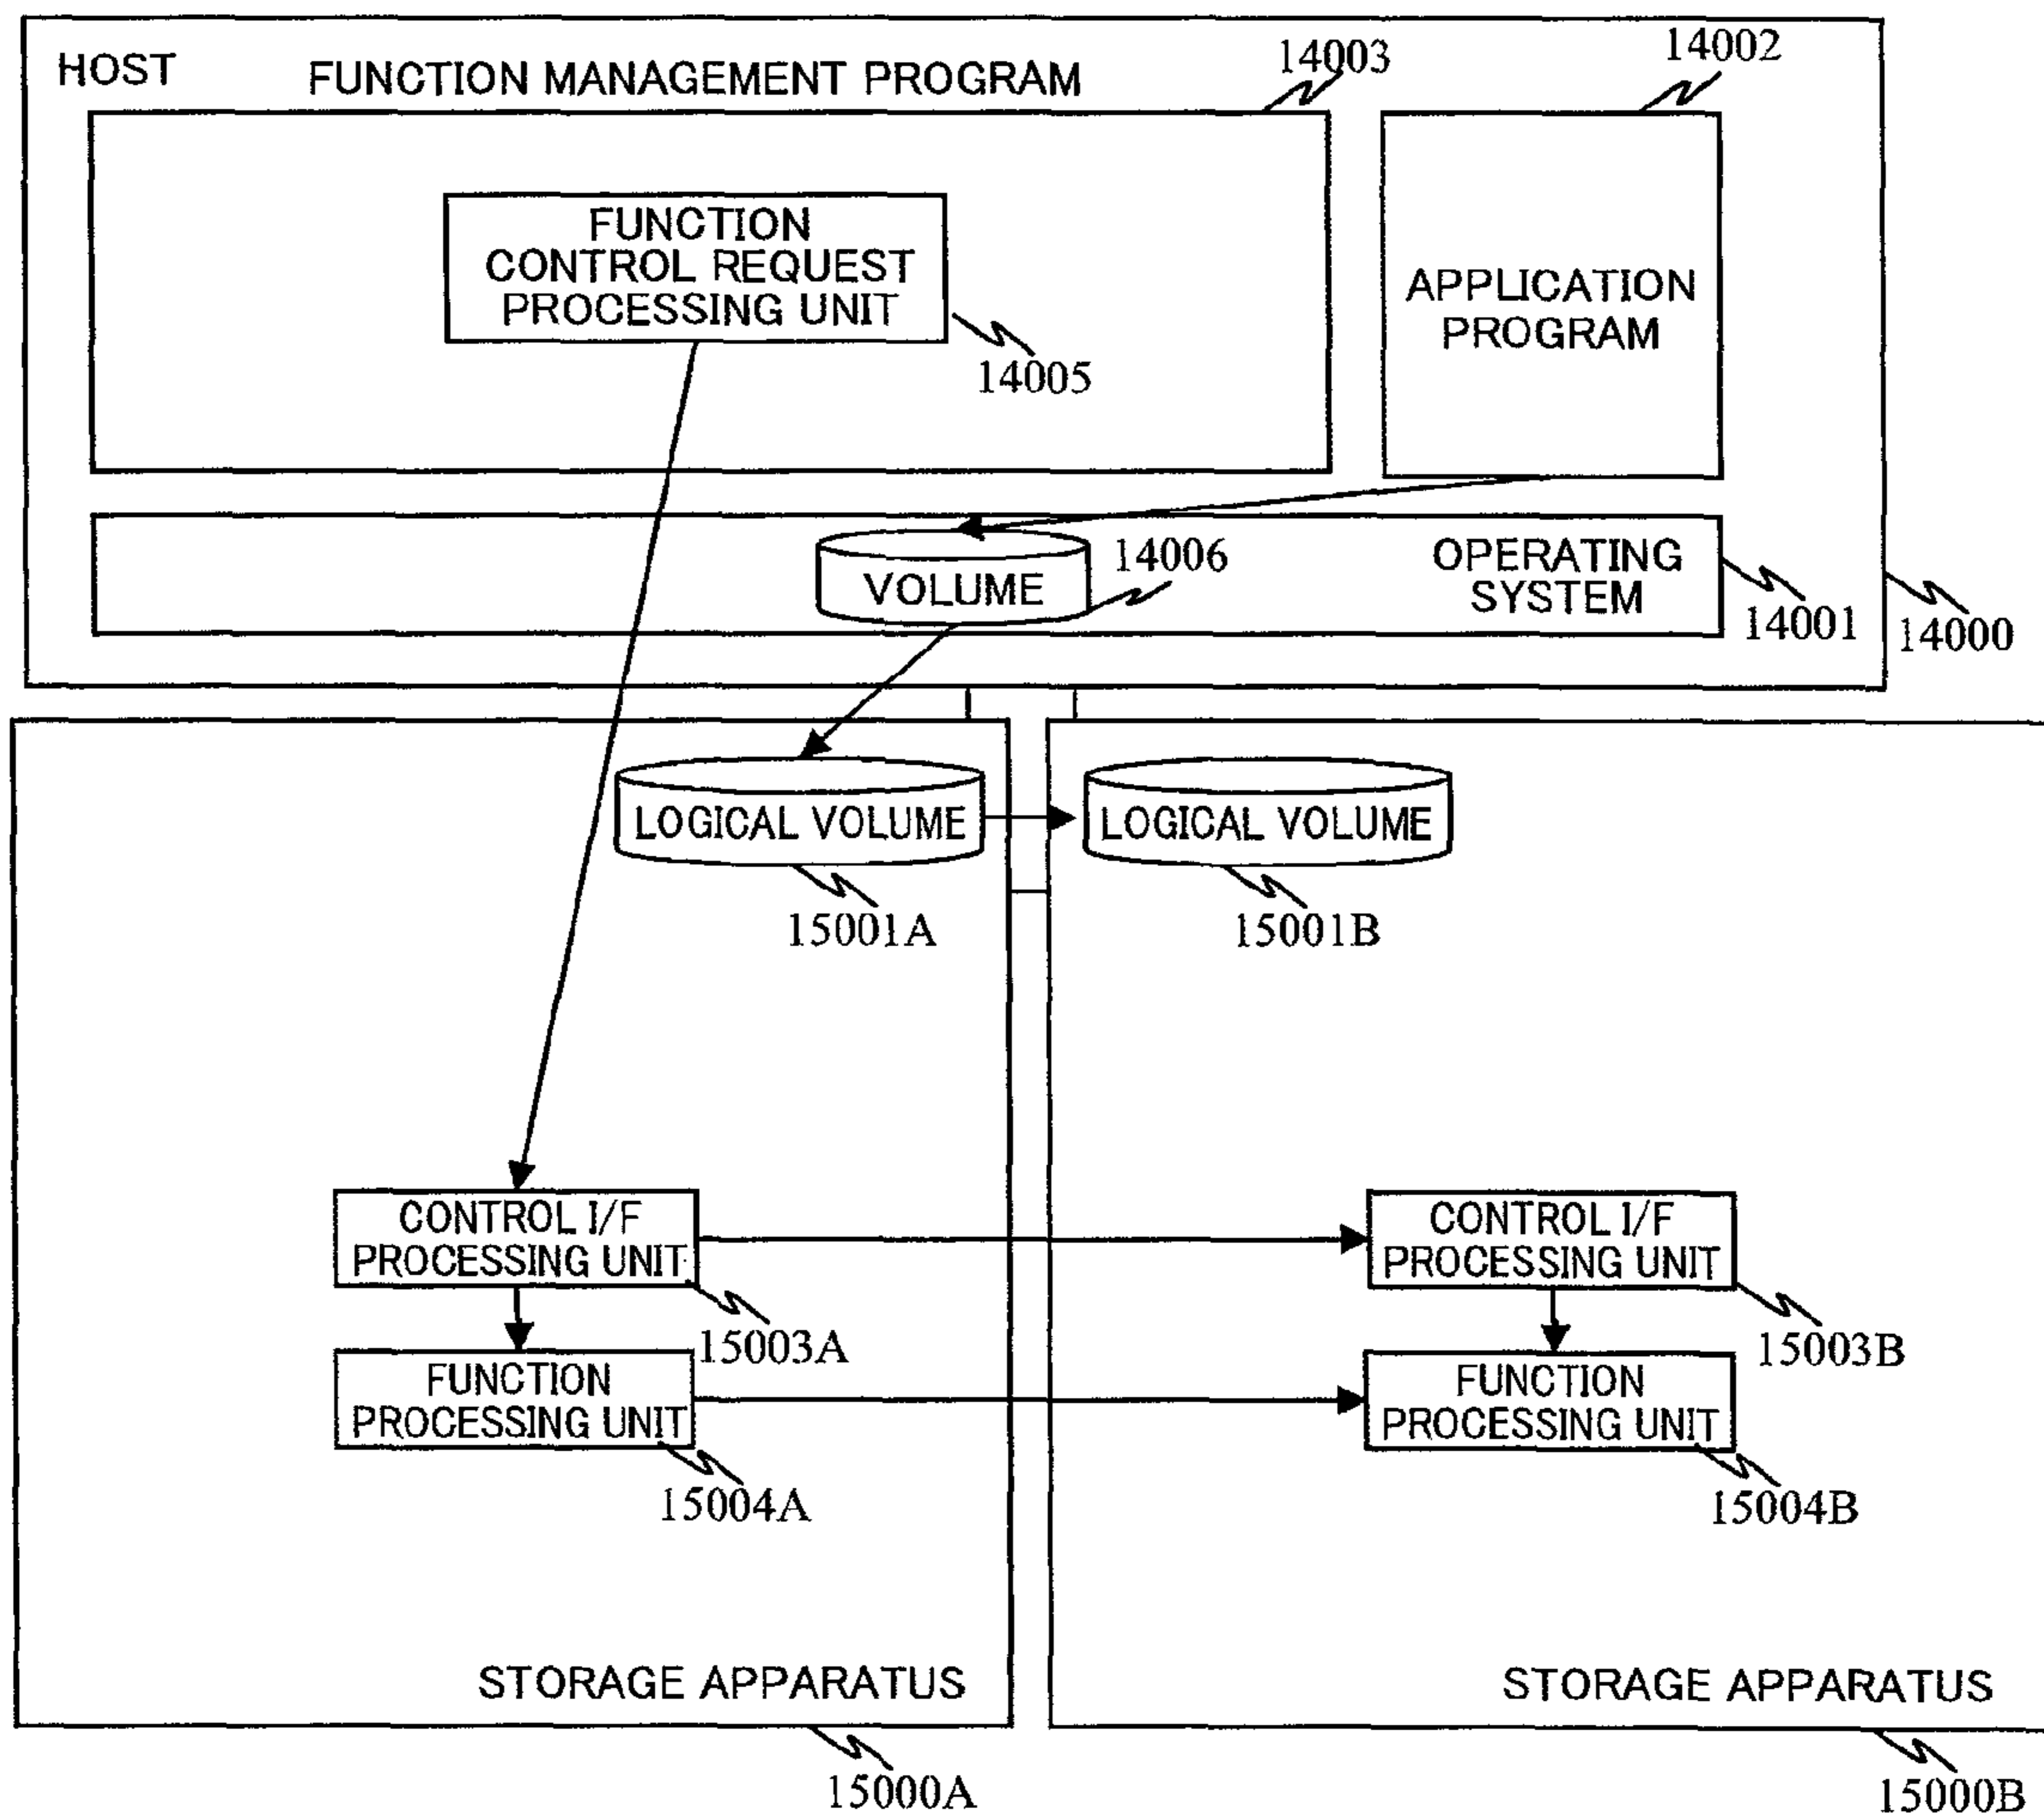 HOST
FUNCTION MANAGEMENT PROGRAM
14003
14002
FUNCTION
CONTROL REQUEST
PROCESSING UNIT
14005
APPLICATION
PROGRAM
VOLUME
14006
OPERATING
SYSTEM
14001
14000
LOGICAL VOLUME
LOGICAL VOLUME
15001A
15001B
CONTROL I/F
PROCESSING UNIT
15003A
CONTROL I/F
PROCESSING UNIT
15003B
FUNCTION
PROCESSING UNIT
15004A
FUNCTION
PROCESSING UNIT
15004B
STORAGE APPARATUS
STORAGE APPARATUS
15000A
15000B